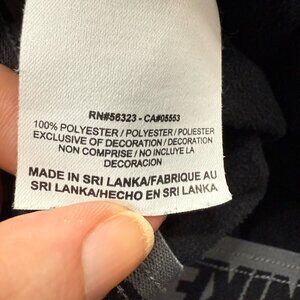 RN#56323 - CA#05553
100% POLYESTER / POLYESTER / POLIESTER
EXCLUSIVE OF DECORATION / DECORATION
NON COMPRISE / NO INCLUYE LA
DECORACION
MADE IN SRI LANKA/FABRIQUE AU
SRI LANKA/HECHO EN SRI LANKA